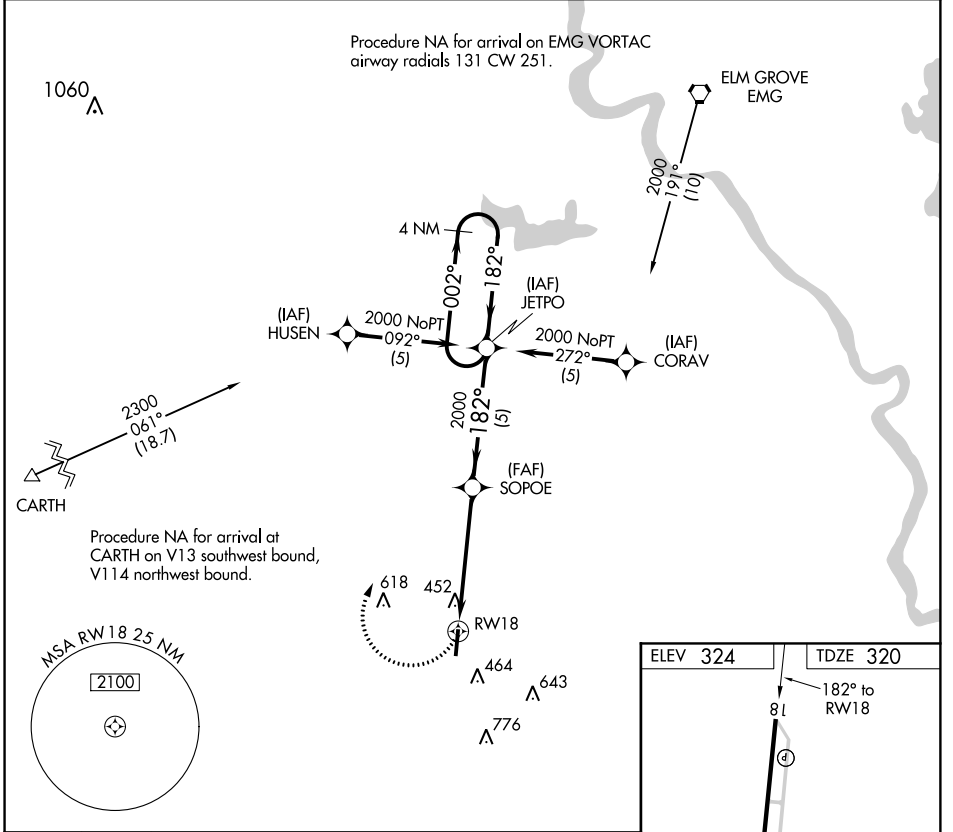 Procedure NA for arrival on EMG VORTAC
airway radials 131 CW 251.
1060
ELM GROVE
EMG
2000
191°
(10)
4 NM
002°
182°
(IAF)
JETPO
(IAF)
HUSEN
2000 NoPT
092°
(5)
2000 NoPT
272°
(5)
(IAF)
CORAV
2300
061°
(18.7)
CARTH
2000
182°
(5)
(FAF)
SOPOE
Procedure NA for arrival at
CARTH on V13 southwest bound,
V114 northwest bound.
618
452
RW18
464
643
776
MSA RW18 25 NM
2100
ELEV 324
TDZE 320
182° to
RW18
18
P